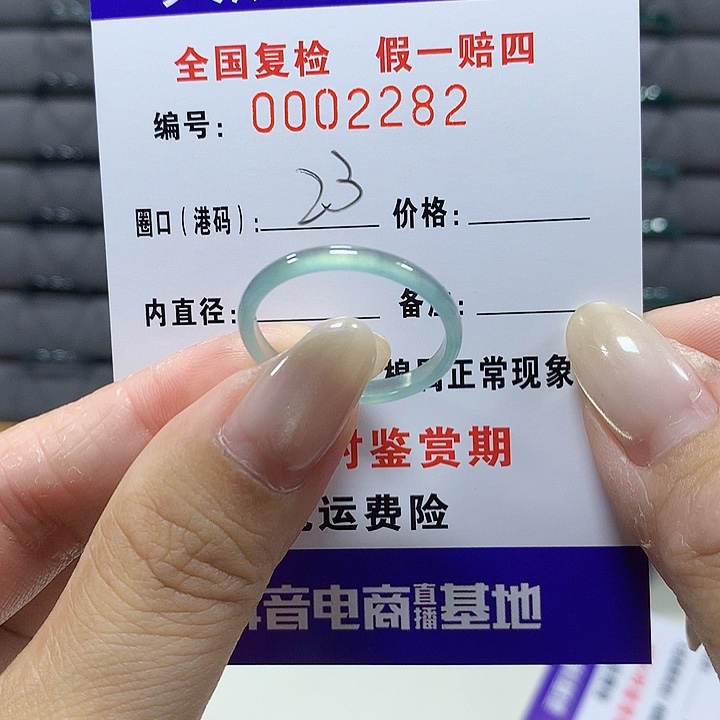 全国复检 假一赔四
编号: 0002282
圈口(港码):23 价格:
内直径: 备注:
正常现象
时鉴赏期
运费险
音电商直播基地